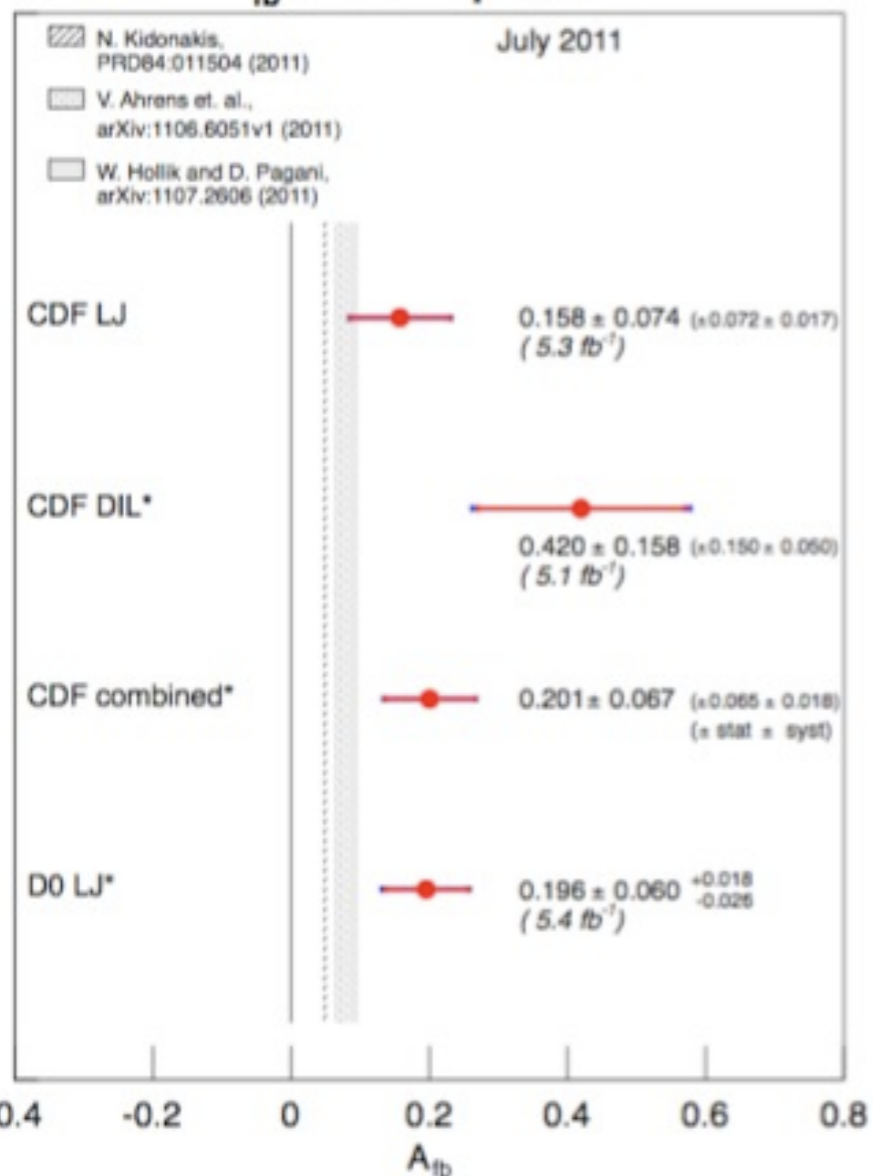 N. Kidonakis,
PRD84:011504 (2011)
July 2011
V. Ahrens et. al.,
arXiv:1106.6051v1 (2011)
W. Hollik and D. Pagani,
arXiv:1107.2606 (2011)
CDF LJ
0.158 ± 0.074 (±0.072 ± 0.017)
( 5.3 fb⁻¹)
CDF DIL*
0.420 ± 0.158 (±0.150 ± 0.050)
( 5.1 fb⁻¹)
CDF combined*
0.201± 0.067 (±0.065 ± 0.018)
(± stat ± syst)
D0 LJ*
0.196 ± 0.060 +0.018
-0.026
( 5.4 fb⁻¹)
0.4 -0.2 0 0.2 0.4 0.6 0.8
A_fb